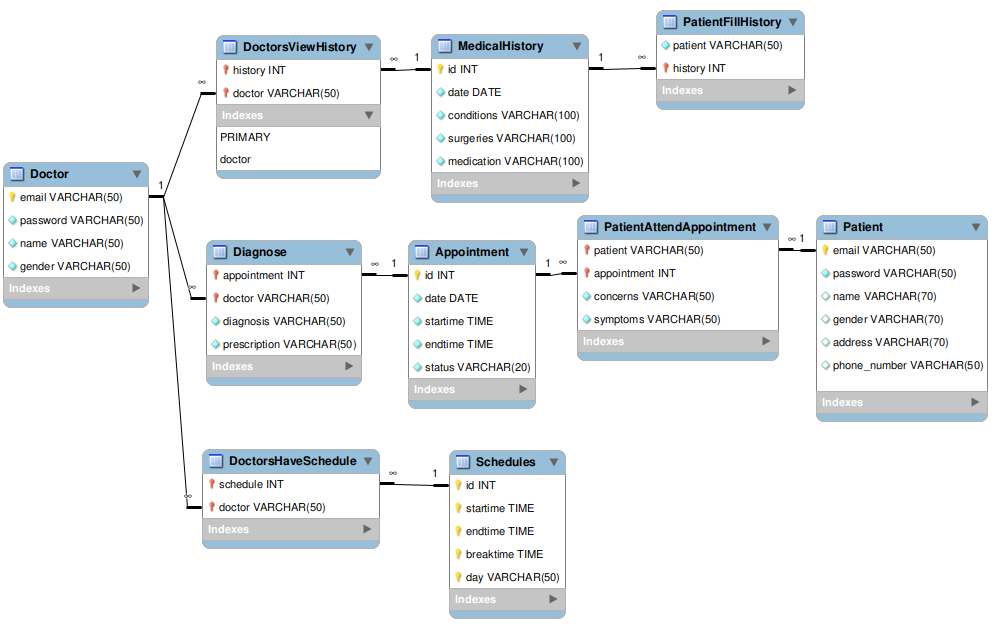 PatientFillHistory
patient VARCHAR(50)
history INT
Indexes
DoctorsViewHistory
history INT
doctor VARCHAR(50)
Indexes
PRIMARY
doctor
∞
1
MedicalHistory
id INT
date DATE
conditions VARCHAR(100)
surgeries VARCHAR(100)
medication VARCHAR(100)
Indexes
1
∞
∞
Doctor
email VARCHAR(50)
password VARCHAR(50)
name VARCHAR(50)
gender VARCHAR(50)
Indexes
1
∞
∞
Diagnose
appointment INT
doctor VARCHAR(50)
diagnosis VARCHAR(50)
prescription VARCHAR(50)
Indexes
∞
1
Appointment
id INT
date DATE
startime TIME
endtime TIME
status VARCHAR(20)
Indexes
1
∞
PatientAttendAppointment
patient VARCHAR(50)
appointment INT
concerns VARCHAR(50)
symptoms VARCHAR(50)
Indexes
∞
1
Patient
email VARCHAR(50)
password VARCHAR(50)
name VARCHAR(70)
gender VARCHAR(70)
address VARCHAR(70)
phone_number VARCHAR(50)
Indexes
DoctorsHaveSchedule
schedule INT
doctor VARCHAR(50)
Indexes
∞
1
Schedules
id INT
startime TIME
endtime TIME
breaktime TIME
day VARCHAR(50)
Indexes